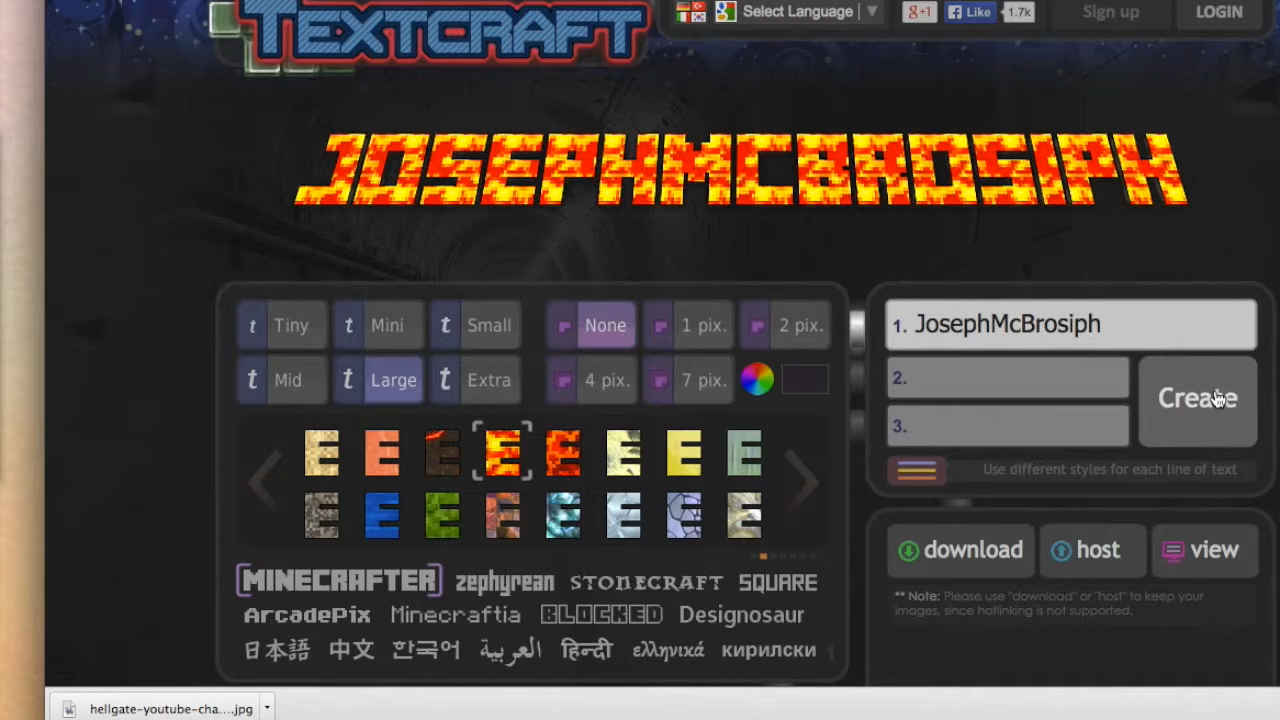 TEXTCRAFT
Select Language
g +1
Like
1.7k
Sign up
LOGIN
JOSEPHMCBROSIPH
t Tiny
t Mini
t Small
None
1 pix.
2 pix.
t Mid
t Large
t Extra
4 pix.
7 pix.
1. JosephMcBrosiph
2.
3.
Create
Use different styles for each line of text
E E E E E E E E
E E E E E E E E
MINECRAFTER zephyrean STONECRAFT SQUARE
ArcadePix Minecraftia BLOCKED Designosaur
日本語 中文 한국어 العربية हिन्दी ελληνικά кирилски
download
host
view
** Note: Please use "download" or "host" to keep your
images, since hotlinking is not supported.
hellgate-youtube-cha....jpg